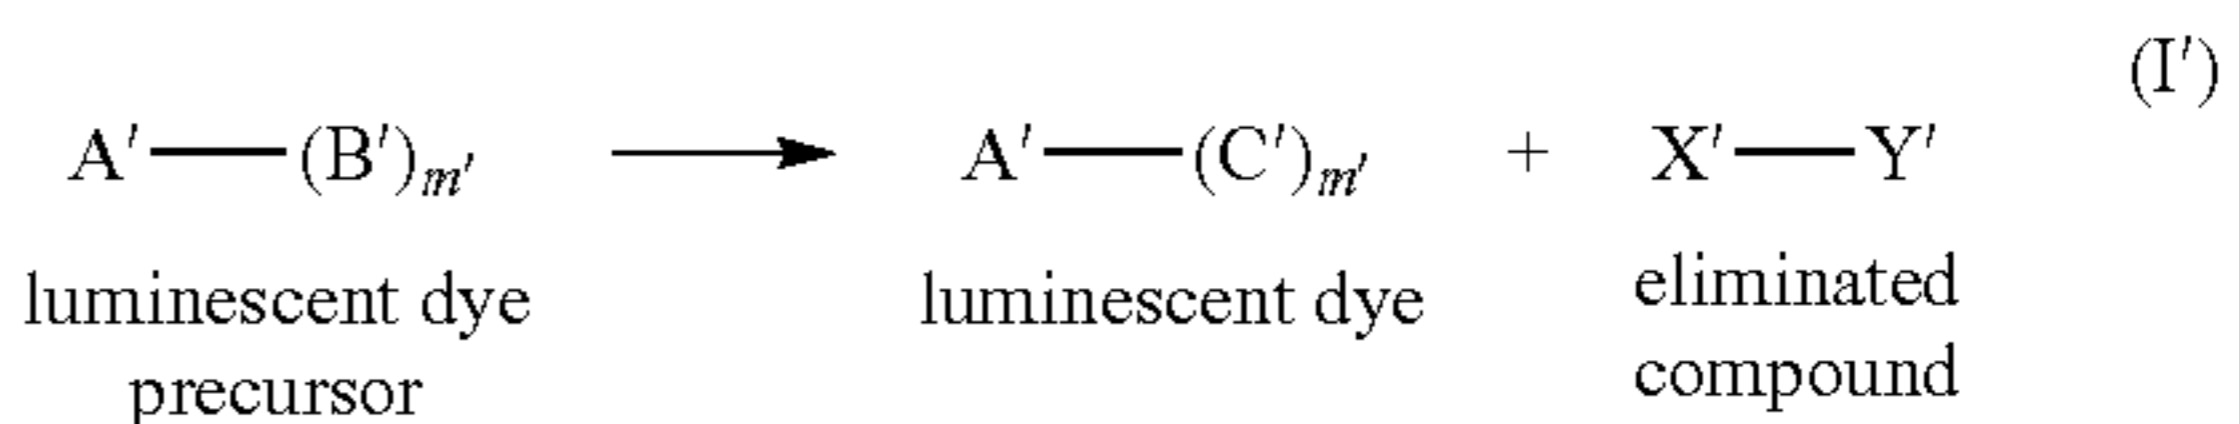 (I′)
A′—(B′)m′ ⟶ A′—(C′)m′ + X′—Y′
luminescent dye precursor
luminescent dye
eliminated compound